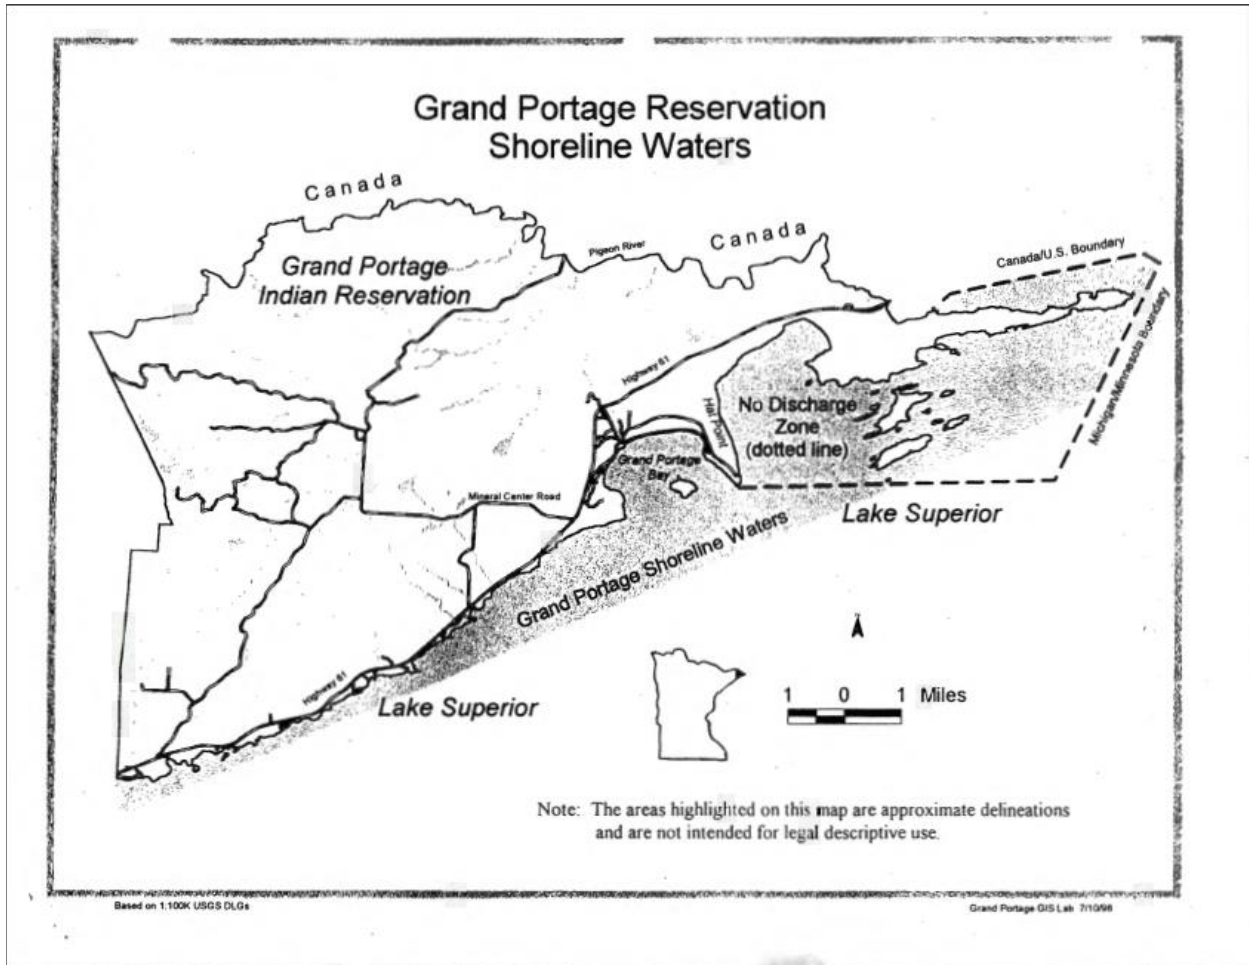 Grand Portage Reservation
Shoreline Waters
Canada
Canada
Pigeon River
Canada/U.S. Boundary
Grand Portage
Indian Reservation
Michigan/Minnesota Boundary
Highway 61
Hat Point
No Discharge
Zone
(dotted line)
Grand Portage
Bay
Mineral Center Road
Lake Superior
Grand Portage Shoreline Waters
Highway 61
Lake Superior
1 0 1 Miles
Note: The areas highlighted on this map are approximate delineations
and are not intended for legal descriptive use.
Based on 1:100K USGS DLGs
Grand Portage GIS Lab 7/10/96